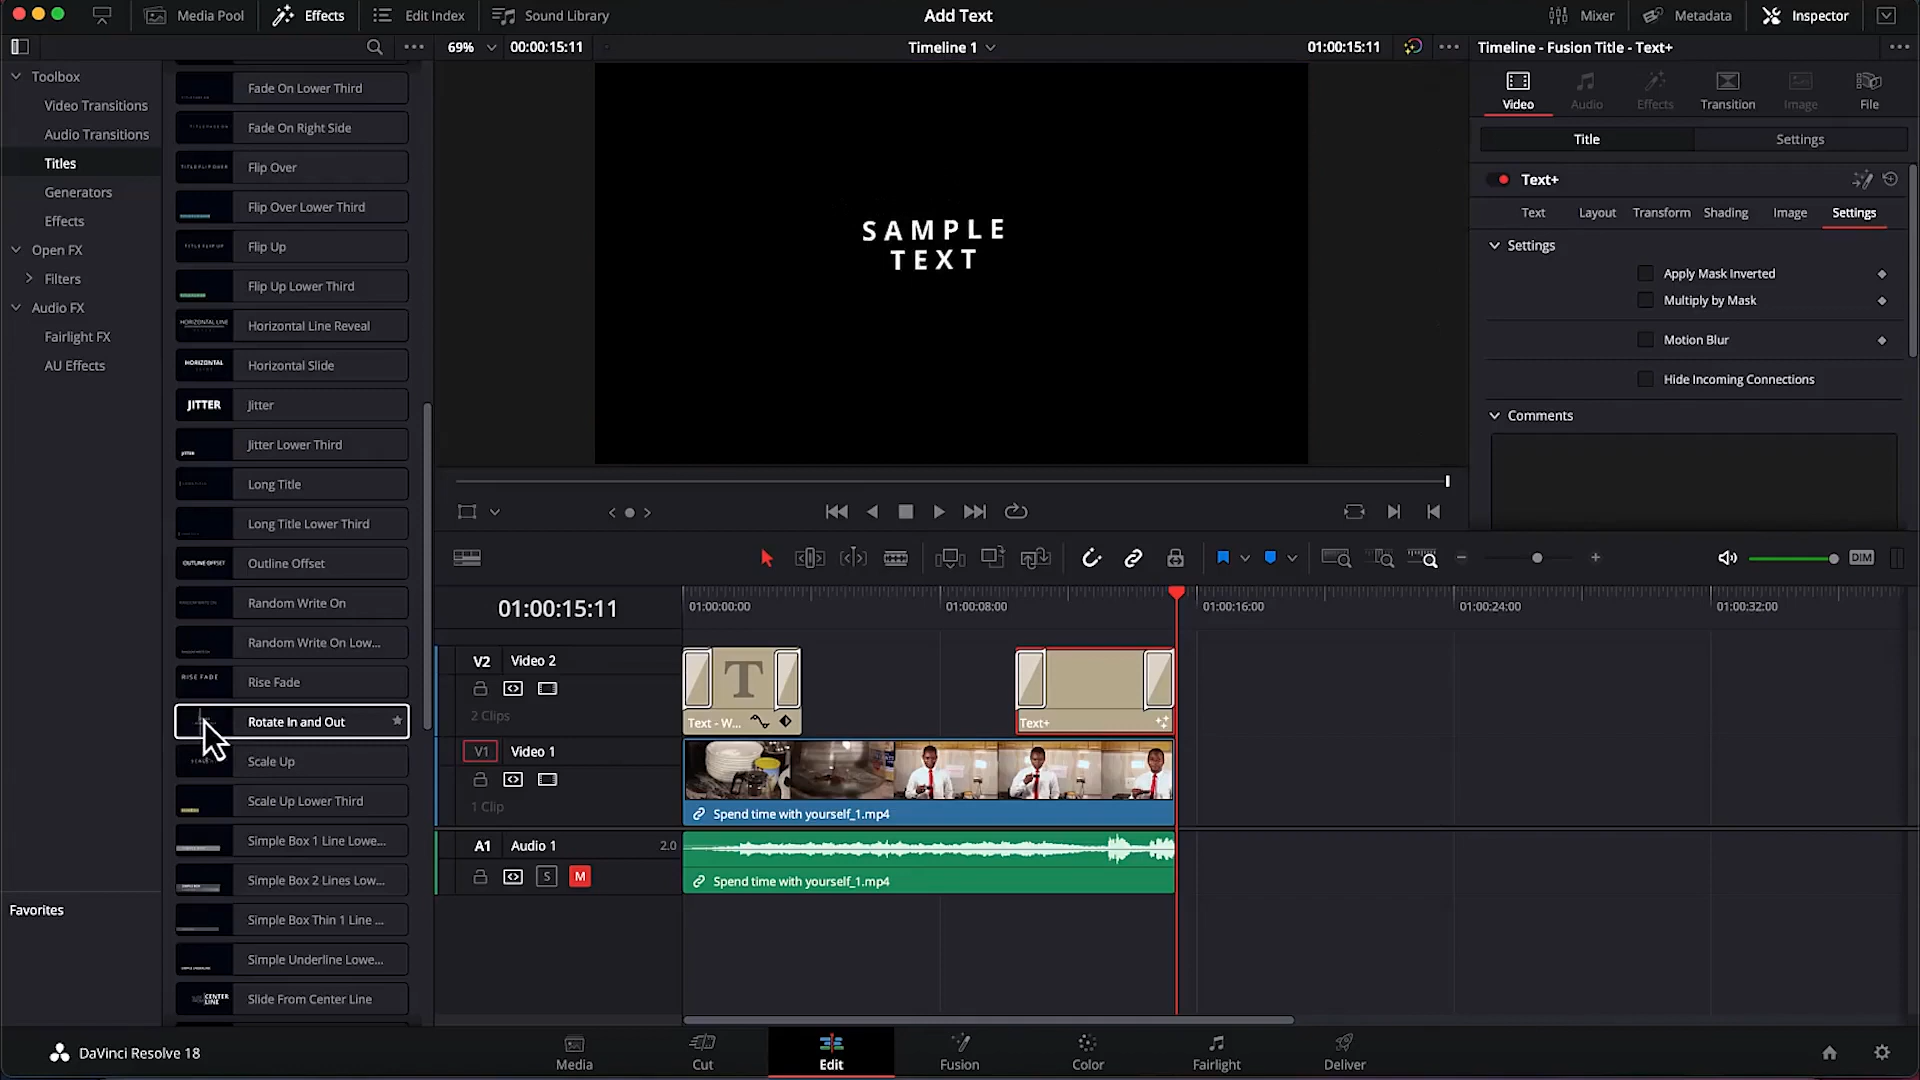 Media Pool
Effects
Edit Index
Sound Library
Add Text
Mixer
Metadata
Inspector
69%
00:00:15:11
Timeline 1
01:00:15:11
Timeline - Fusion Title - Text+
Toolbox
Video Transitions
Audio Transitions
Titles
Generators
Effects
Open FX
Filters
Audio FX
Fairlight FX
AU Effects
Favorites
Fade On Lower Third
Fade On Right Side
Flip Over
Flip Over Lower Third
Flip Up
Flip Up Lower Third
HORIZONTAL LINE
Horizontal Line Reveal
HORIZONTAL
Horizontal Slide
JITTER
Jitter
Jitter Lower Third
Long Title
Long Title Lower Third
OUTLINE OFFSET
Outline Offset
Random Write On
Random Write On Low...
RISE FADE
Rise Fade
Rotate In and Out
Scale Up
Scale Up Lower Third
Simple Box 1 Line Lowe...
Simple Box 2 Lines Low...
Simple Box Thin 1 Line ...
Simple Underline Lowe...
CENTER
LINE
Slide From Center Line
SAMPLE
TEXT
Video
Audio
Effects
Transition
Image
File
Title
Settings
Text+
Text
Layout
Transform
Shading
Image
Settings
Settings
Apply Mask Inverted
Multiply by Mask
Motion Blur
Hide Incoming Connections
Comments
DIM
01:00:15:11
01:00:00:00
01:00:08:00
01:00:16:00
01:00:24:00
01:00:32:00
V2
Video 2
2 Clips
T
Text - W...
Text+
V1
Video 1
1 Clip
Spend time with yourself_1.mp4
A1
Audio 1
2.0
S
M
Spend time with yourself_1.mp4
DaVinci Resolve 18
Media
Cut
Edit
Fusion
Color
Fairlight
Deliver